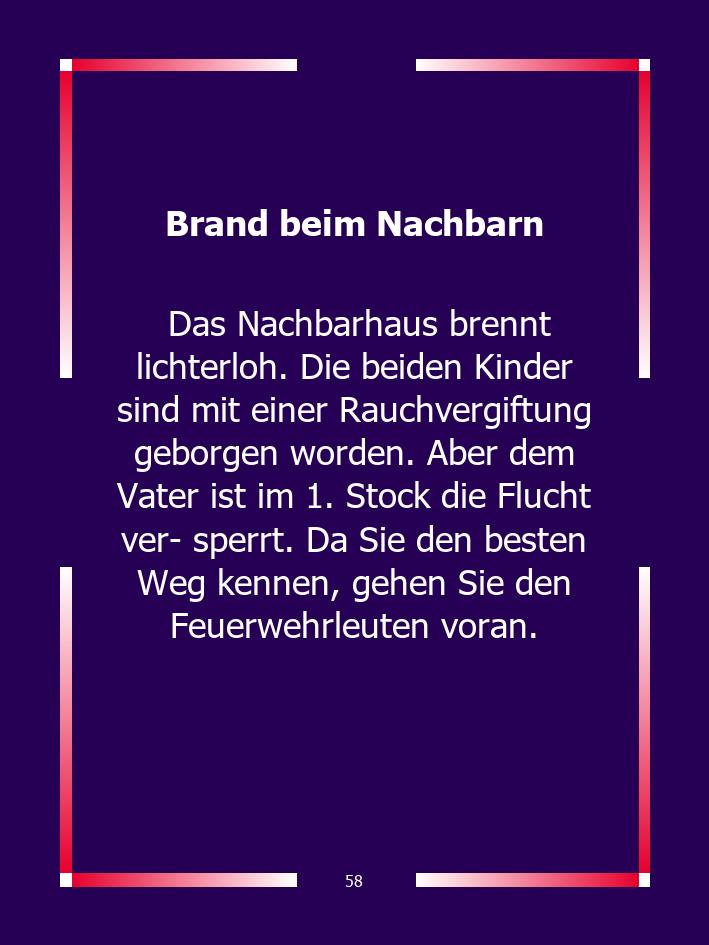 Brand beim Nachbarn
Das Nachbarhaus brennt
lichterloh. Die beiden Kinder
sind mit einer Rauchvergiftung
geborgen worden. Aber dem
Vater ist im 1. Stock die Flucht
ver- sperrt. Da Sie den besten
Weg kennen, gehen Sie den
Feuerwehrleuten voran.
58